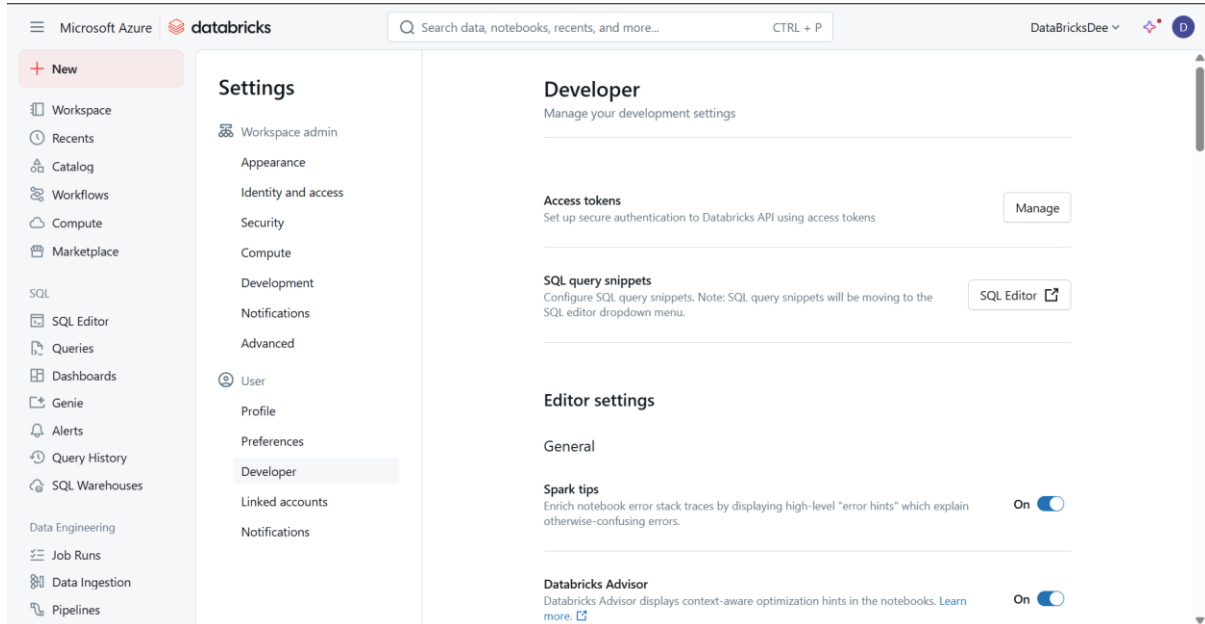 Microsoft Azure databricks
Search data, notebooks, recents, and more... CTRL + P
DataBricksDee
D
New
Workspace
Recents
Catalog
Workflows
Compute
Marketplace
SQL
SQL Editor
Queries
Dashboards
Genie
Alerts
Query History
SQL Warehouses
Data Engineering
Job Runs
Data Ingestion
Pipelines
Settings
Workspace admin
Appearance
Identity and access
Security
Compute
Development
Notifications
Advanced
User
Profile
Preferences
Developer
Linked accounts
Notifications
Developer
Manage your development settings
Access tokens
Set up secure authentication to Databricks API using access tokens
Manage
SQL query snippets
Configure SQL query snippets. Note: SQL query snippets will be moving to the
SQL editor dropdown menu.
SQL Editor
Editor settings
General
Spark tips
Enrich notebook error stack traces by displaying high-level "error hints" which explain
otherwise-confusing errors.
On
Databricks Advisor
Databricks Advisor displays context-aware optimization hints in the notebooks. Learn
more.
On